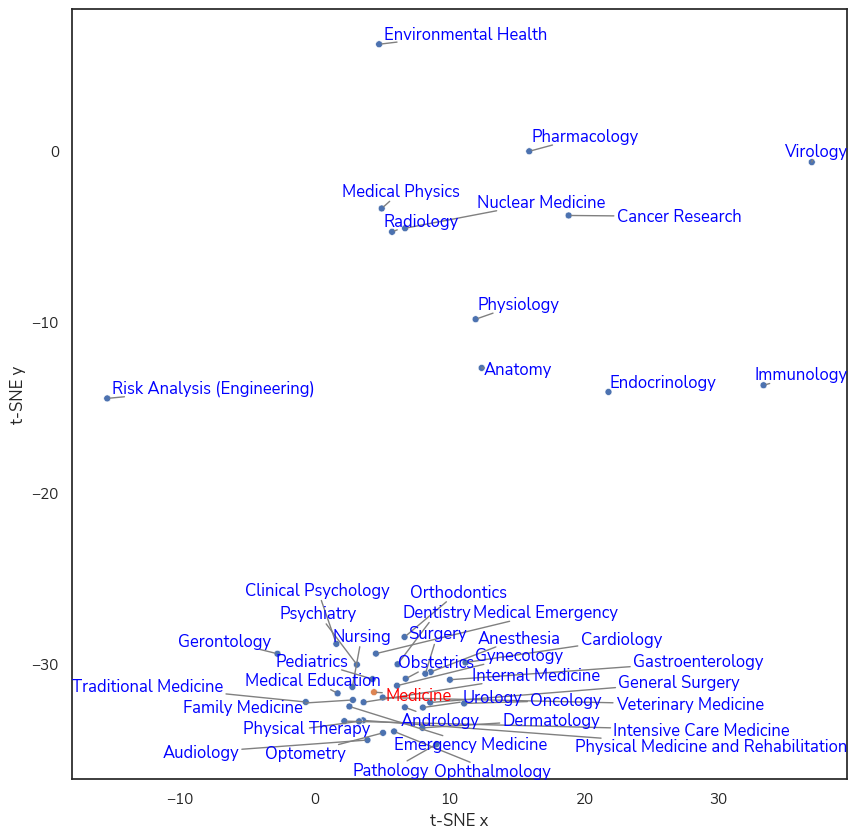 Environmental Health
Pharmacology
Virology
Medical Physics
Nuclear Medicine
Radiology
Cancer Research
Physiology
Anatomy
Immunology
Endocrinology
Risk Analysis (Engineering)
Clinical Psychology
Orthodontics
Psychiatry
Dentistry
Medical Emergency
Nursing
Surgery
Anesthesia
Cardiology
Gerontology
Pediatrics
Obstetrics
Gynecology
Gastroenterology
Medical Education
Internal Medicine
General Surgery
Traditional Medicine
Medicine
Urology
Oncology
Veterinary Medicine
Family Medicine
Andrology
Dermatology
Physical Therapy
Intensive Care Medicine
Emergency Medicine
Physical Medicine and Rehabilitation
Audiology
Optometry
Pathology
Ophthalmology
0
−10
−20
−30
t-SNE y
−10
0
10
20
30
t-SNE x